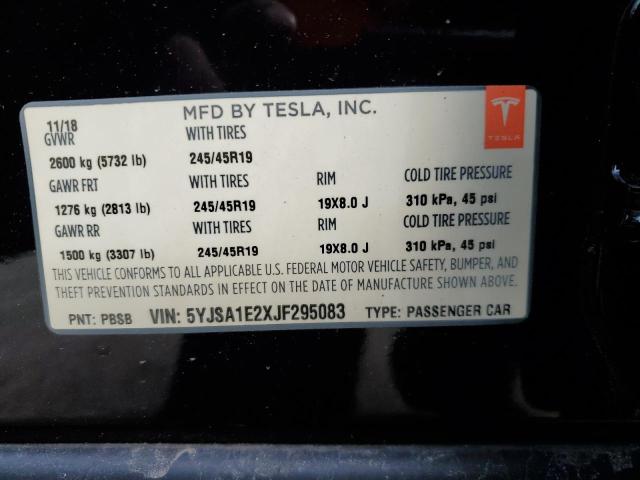 MFD BY TESLA, INC.
TESLA
11/18
GVWR WITH TIRES
2600 kg (5732 lb) 245/45R19
GAWR FRT WITH TIRES RIM COLD TIRE PRESSURE
1276 kg (2813 lb) 245/45R19 19X8.0 J 310 kPa, 45 psi
GAWR RR WITH TIRES RIM COLD TIRE PRESSURE
1500 kg (3307 lb) 245/45R19 19X8.0 J 310 kPa, 45 psi
THIS VEHICLE CONFORMS TO ALL APPLICABLE U.S. FEDERAL MOTOR VEHICLE SAFETY, BUMPER, AND
THEFT PREVENTION STANDARDS IN EFFECT ON THE DATE OF MANUFACTURE SHOWN ABOVE.
PNT: PBSB VIN: 5YJSA1E2XJF295083 TYPE: PASSENGER CAR